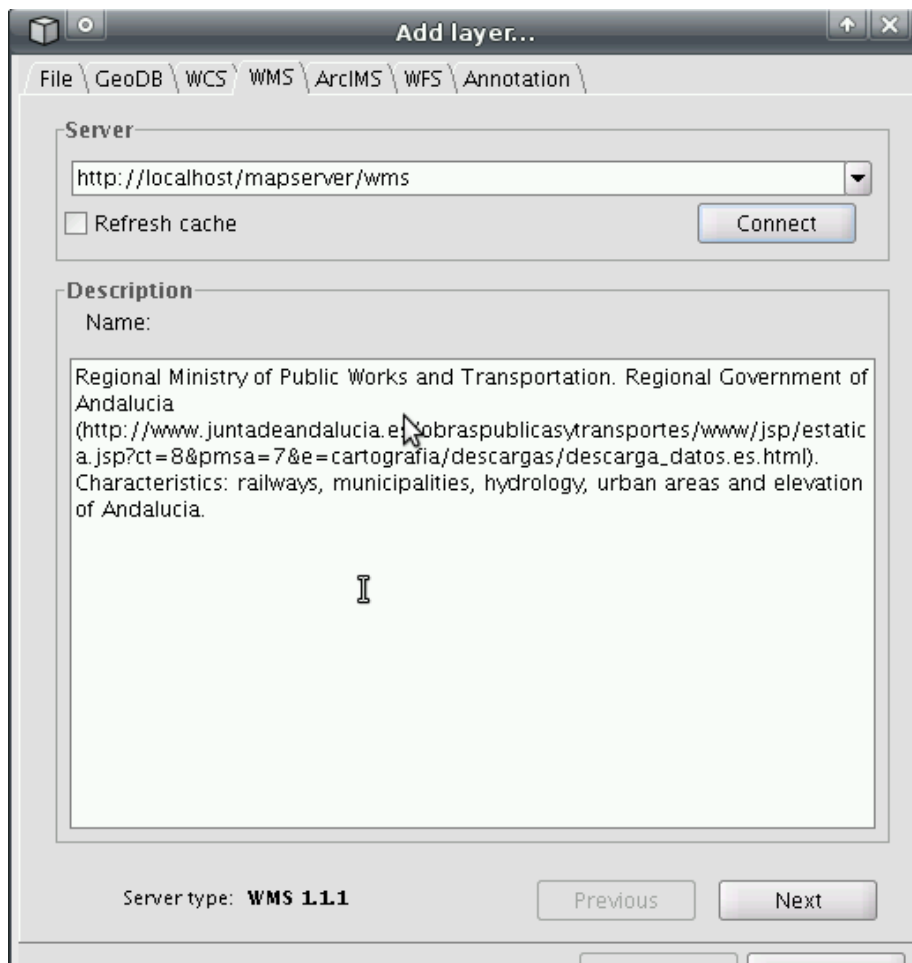 Add layer...
File GeoDB WCS WMS ArcIMS WFS Annotation
Server
http://localhost/mapserver/wms
Refresh cache
Connect
Description
Name:
Regional Ministry of Public Works and Transportation. Regional Government of
Andalucia
(http://www.juntadeandalucia.es/obraspublicasytransportes/www/jsp/estatic
a.jsp?ct=8&pmsa=7&e=cartografia/descargas/descarga_datos.es.html).
Characteristics: railways, municipalities, hydrology, urban areas and elevation
of Andalucia.
Server type: WMS 1.1.1
Previous
Next